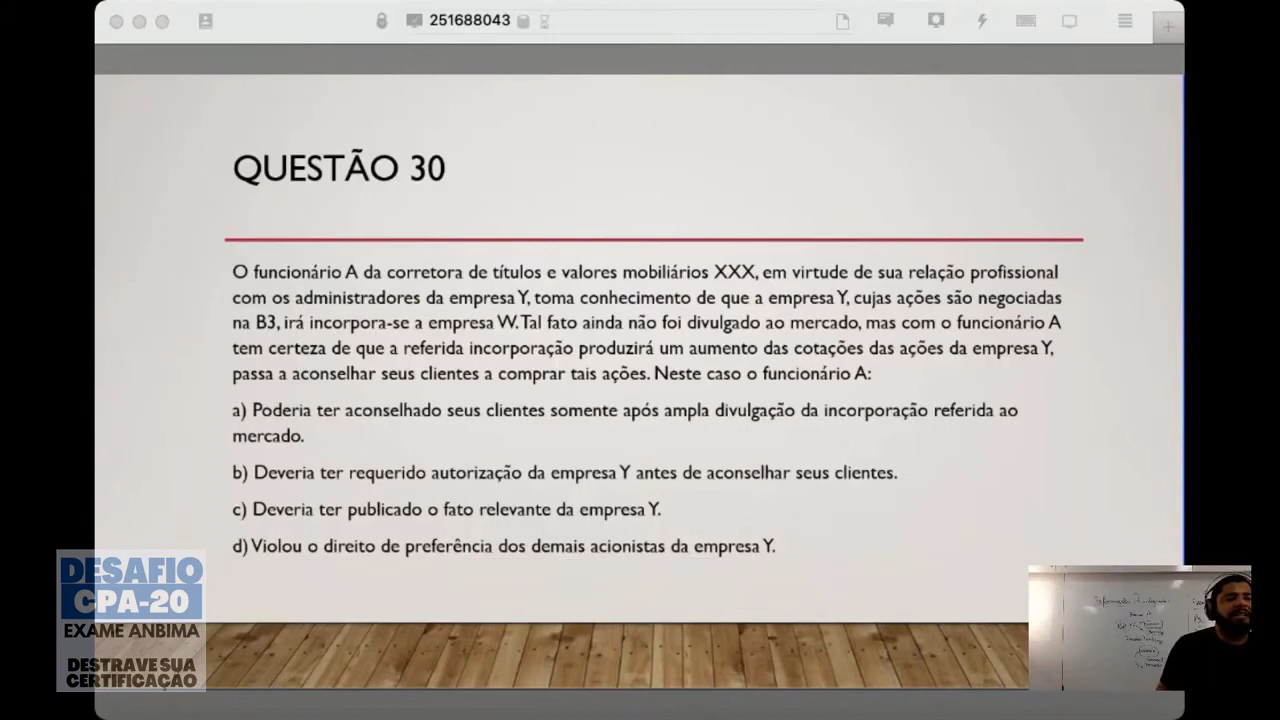 251688043
QUESTÃO 30
O funcionário A da corretora de títulos e valores mobiliários XXX, em virtude de sua relação profissional
com os administradores da empresa Y, toma conhecimento de que a empresa Y, cujas ações são negociadas
na B3, irá incorpora-se a empresa W. Tal fato ainda não foi divulgado ao mercado, mas com o funcionário A
tem certeza de que a referida incorporação produzirá um aumento das cotações das ações da empresa Y,
passa a aconselhar seus clientes a comprar tais ações. Neste caso o funcionário A:
a) Poderia ter aconselhado seus clientes somente após ampla divulgação da incorporação referida ao
mercado.
b) Deveria ter requerido autorização da empresa Y antes de aconselhar seus clientes.
c) Deveria ter publicado o fato relevante da empresa Y.
d) Violou o direito de preferência dos demais acionistas da empresa Y.
DESAFIO
CPA-20
EXAME ANBIMA
DESTRAVE SUA
CERTIFICAÇÃO